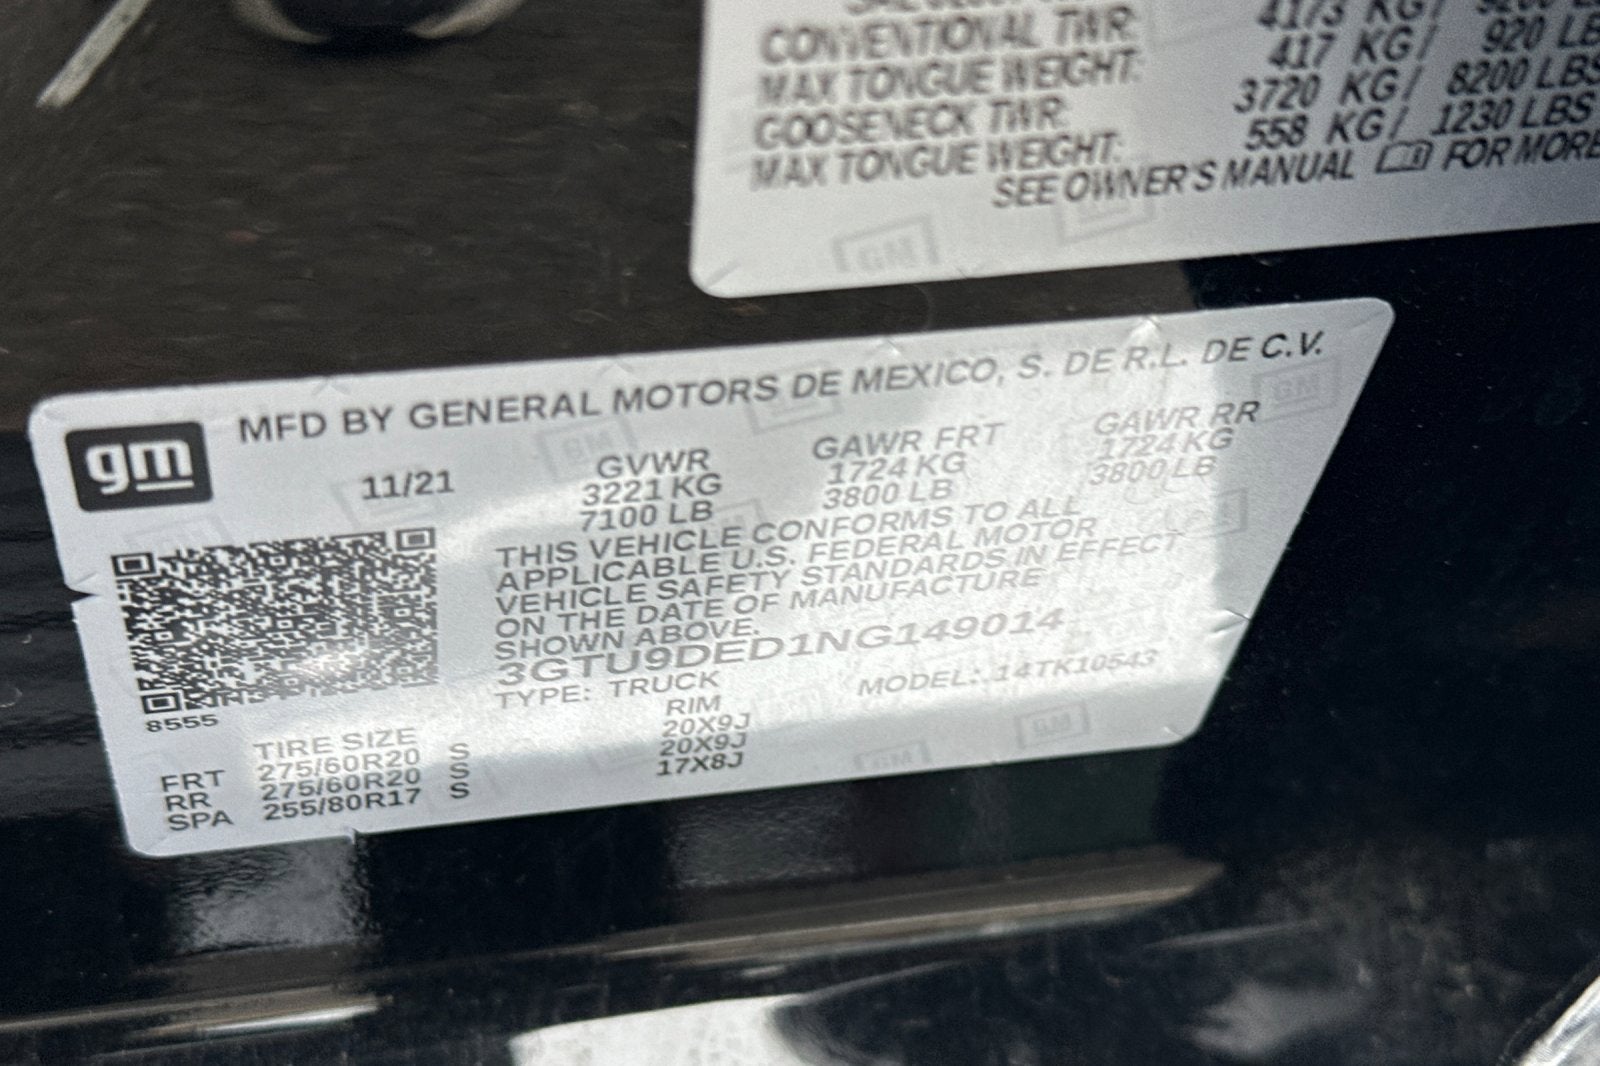 CONVENTIONAL TWR: 4173 KG/ 9200 LBS
MAX TONGUE WEIGHT: 417 KG/ 920 LBS
GOOSENECK TWR: 3720 KG/ 8200 LBS
MAX TONGUE WEIGHT: 558 KG/ 1230 LBS
SEE OWNER'S MANUAL FOR MORE
GM
gm
MFD BY GENERAL MOTORS DE MEXICO, S. DE R.L. DE C.V.
11/21
GVWR GAWR FRT GAWR RR
3221 KG 1724 KG 1724 KG
7100 LB 3800 LB 3800 LB
THIS VEHICLE CONFORMS TO ALL
APPLICABLE U.S. FEDERAL MOTOR
VEHICLE SAFETY STANDARDS IN EFFECT
ON THE DATE OF MANUFACTURE
SHOWN ABOVE.
3GTU9DED1NG149014
TYPE: TRUCK MODEL: 14TK10543
8555
TIRE SIZE RIM
FRT 275/60R20 S 20X9J
RR 275/60R20 S 20X9J
SPA 255/80R17 S 17X8J